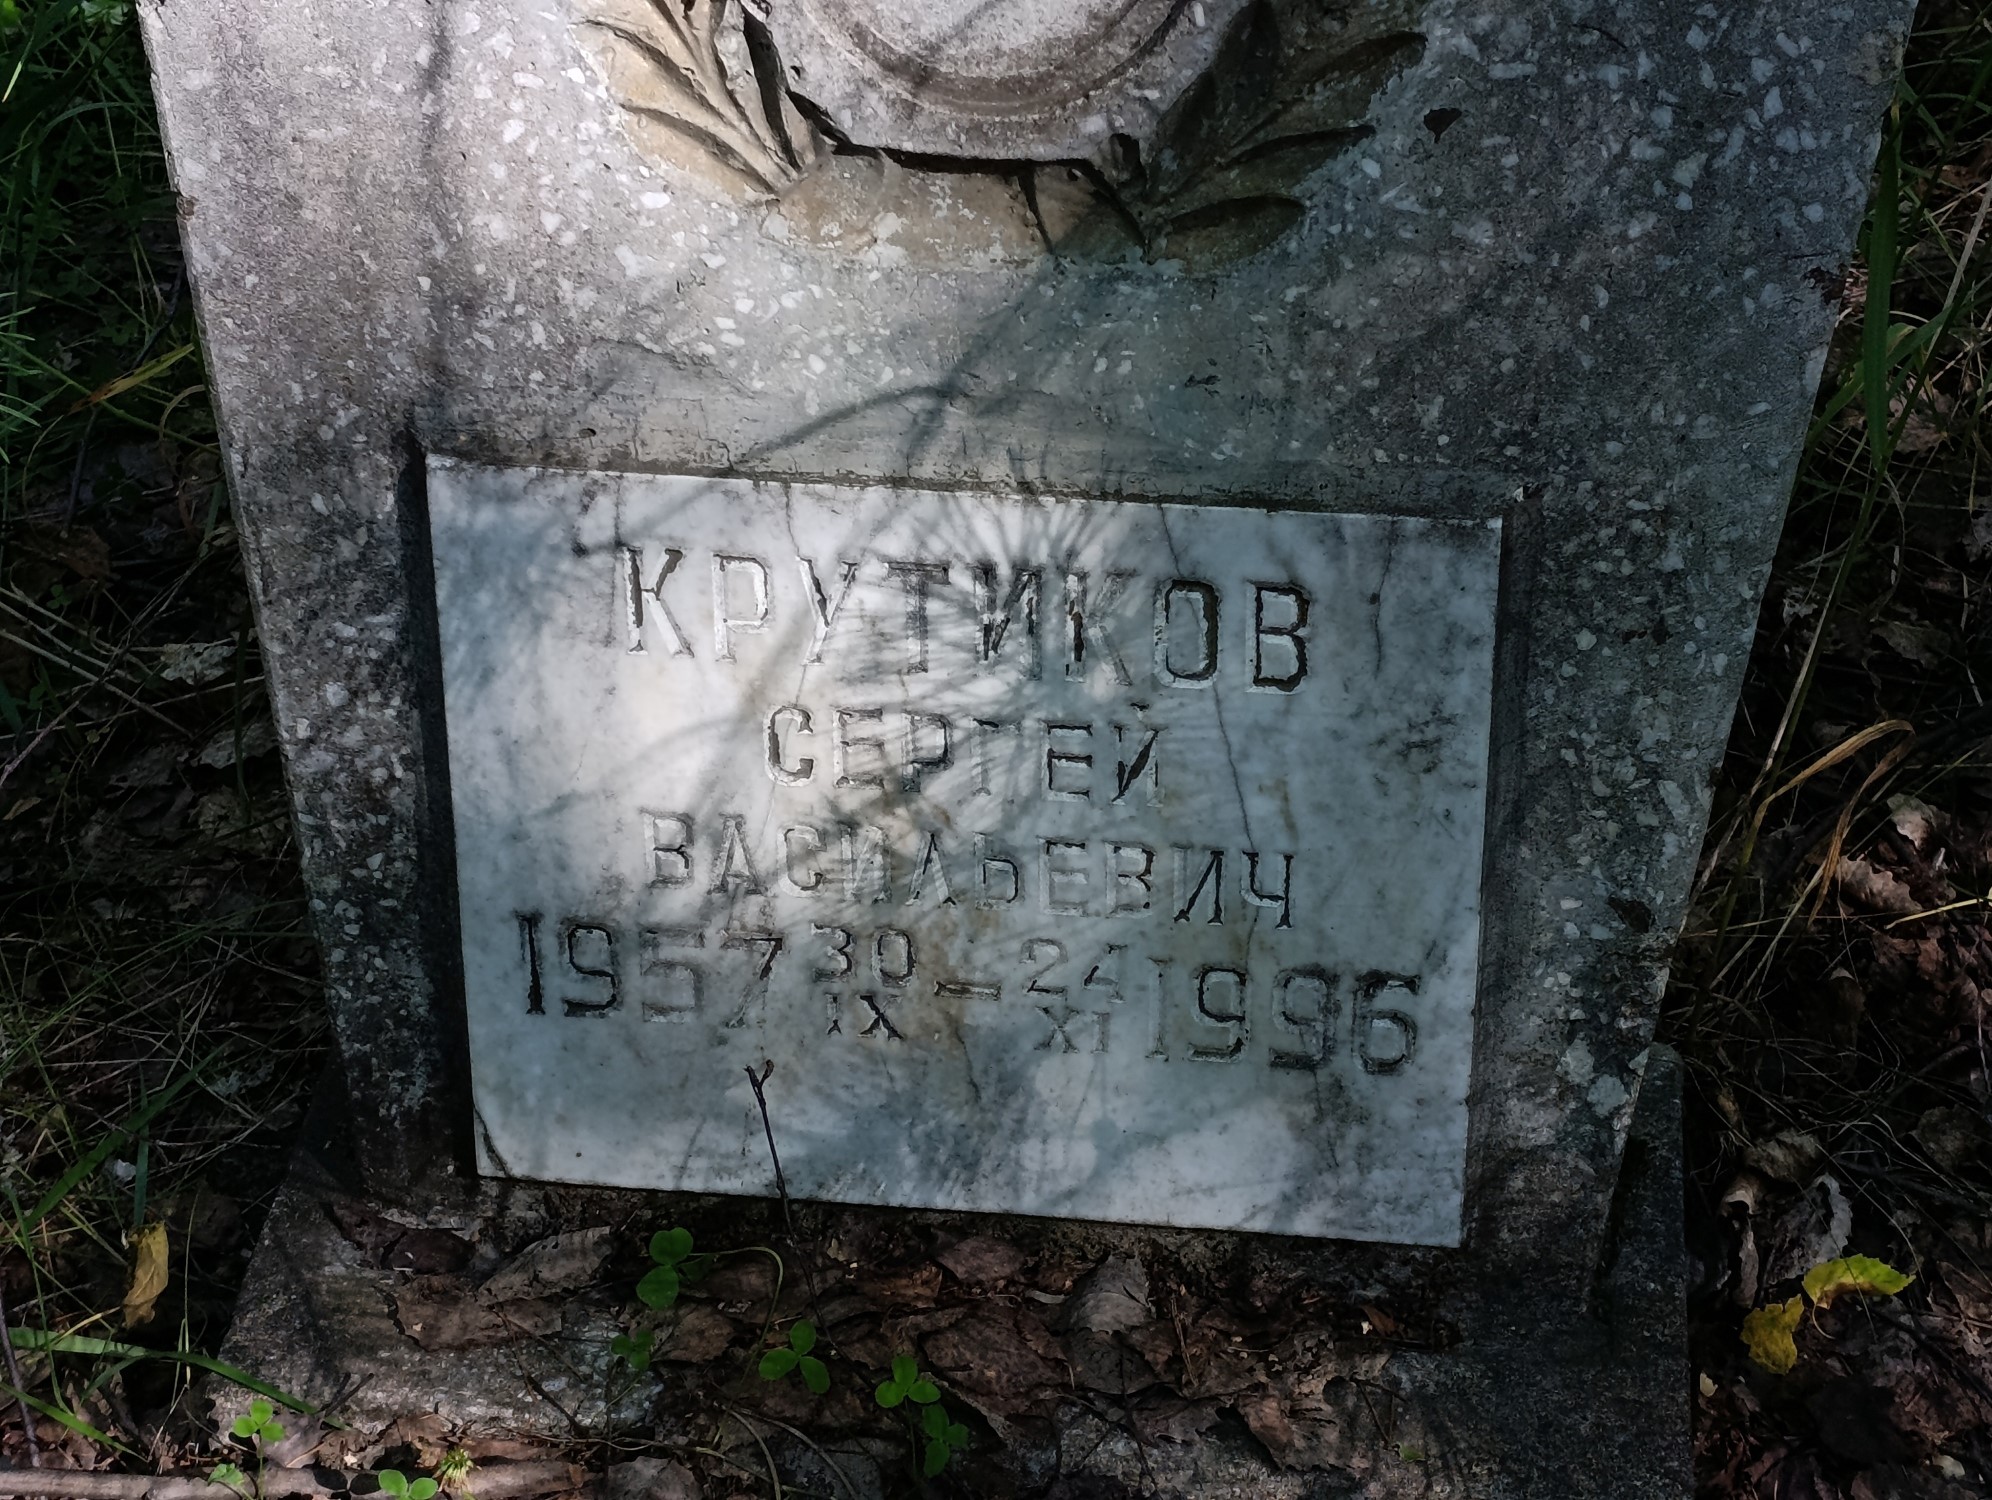 КРУТИКОВ
СЕРГЕЙ
ВАСИЛЬЕВИЧ
1957 30/IX – 24/XI 1996